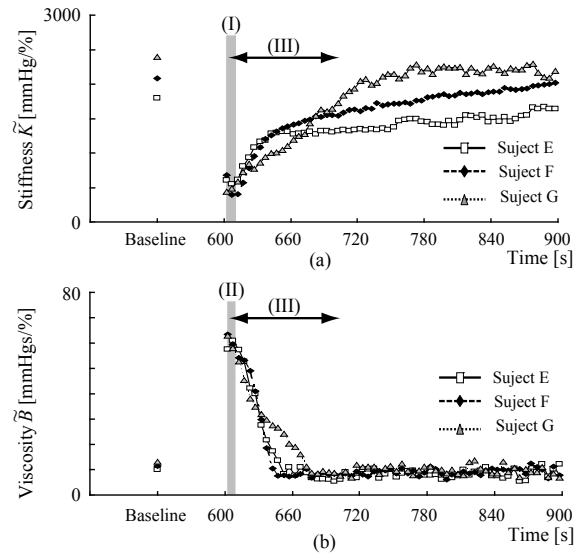 (I)
3000
(III)
Stiffness K̃ [mmHg/%]
Suject E
Suject F
Suject G
0
Baseline
600
660
720
780
840
900
Time [s]
(a)
(II)
80
(III)
Viscosity B̃ [mmHgs/%]
Suject E
Suject F
Suject G
0
Baseline
600
660
720
780
840
900
Time [s]
(b)